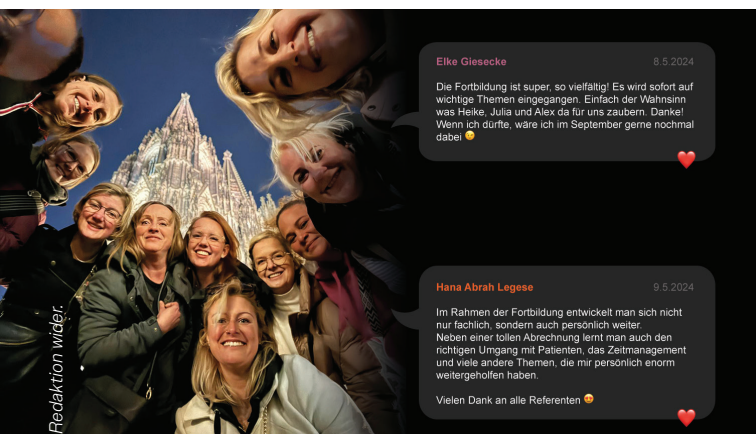 Elke Giesecke 8.5.2024
Die Fortbildung ist super, so vielfältig! Es wird sofort auf
wichtige Themen eingegangen. Einfach der Wahnsinn
was Heike, Julia und Alex da für uns zaubern. Danke!
Wenn ich dürfte, wäre ich im September gerne nochmal
dabei 😉
Hana Abrah Legese 9.5.2024
Im Rahmen der Fortbildung entwickelt man sich nicht
nur fachlich, sondern auch persönlich weiter.
Neben einer tollen Abrechnung lernt man auch den
richtigen Umgang mit Patienten, das Zeitmanagement
und viele andere Themen, die mir persönlich enorm
weitergeholfen haben.
Vielen Dank an alle Referenten 😍
Redaktion wider.